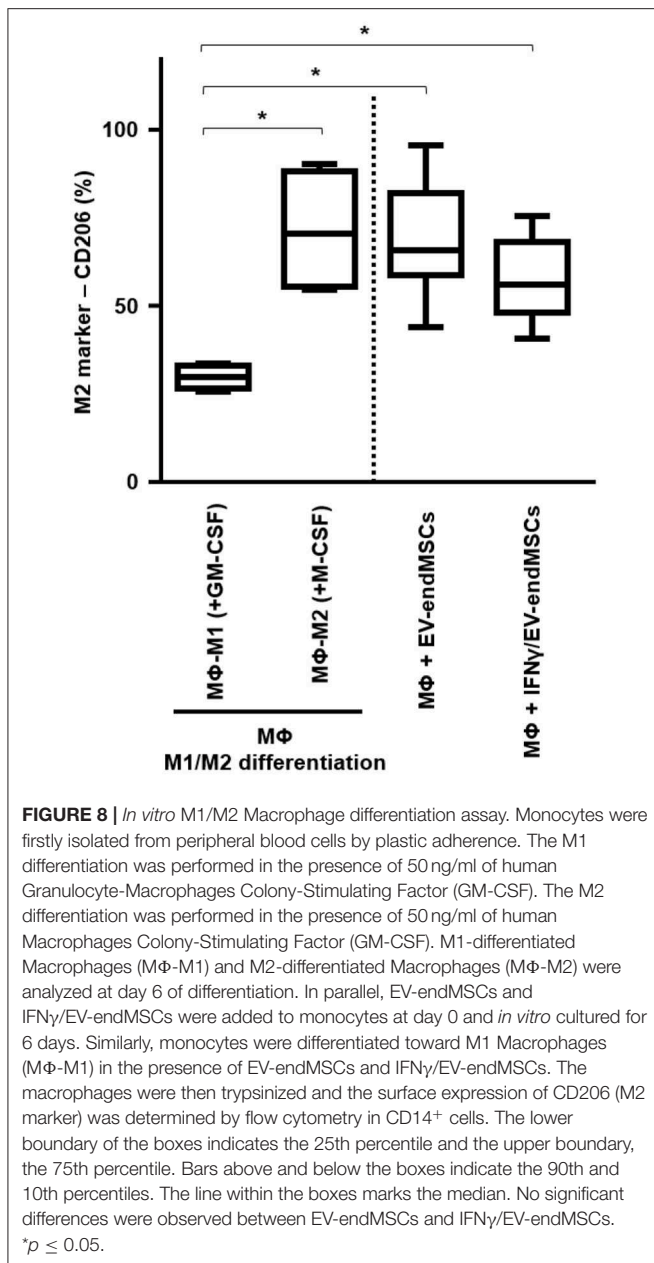 *
*
*
100
50
0
M2 marker – CD206 (%)
MΦ-M1 (+GM-CSF)
MΦ-M2 (+M-CSF)
MΦ + EV-endMSCs
MΦ + IFNγ/EV-endMSCs
MΦ
M1/M2 differentiation
FIGURE 8 | In vitro M1/M2 Macrophage differentiation assay. Monocytes were
firstly isolated from peripheral blood cells by plastic adherence. The M1
differentiation was performed in the presence of 50 ng/ml of human
Granulocyte-Macrophages Colony-Stimulating Factor (GM-CSF). The M2
differentiation was performed in the presence of 50 ng/ml of human
Macrophages Colony-Stimulating Factor (GM-CSF). M1-differentiated
Macrophages (MΦ-M1) and M2-differentiated Macrophages (MΦ-M2) were
analyzed at day 6 of differentiation. In parallel, EV-endMSCs and
IFNγ/EV-endMSCs were added to monocytes at day 0 and in vitro cultured for
6 days. Similarly, monocytes were differentiated toward M1 Macrophages
(MΦ-M1) in the presence of EV-endMSCs and IFNγ/EV-endMSCs. The
macrophages were then trypsinized and the surface expression of CD206 (M2
marker) was determined by flow cytometry in CD14⁺ cells. The lower
boundary of the boxes indicates the 25th percentile and the upper boundary,
the 75th percentile. Bars above and below the boxes indicate the 90th and
10th percentiles. The line within the boxes marks the median. No significant
differences were observed between EV-endMSCs and IFNγ/EV-endMSCs.
*p ≤ 0.05.